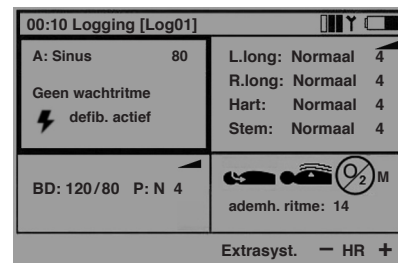 00:10 Logging [Log01]
A: Sinus 80
Geen wachtritme
defib. actief
L.long: Normaal 4
R.long: Normaal 4
Hart: Normaal 4
Stem: Normaal 4
BD: 120/80 P: N 4
O2 M
ademh. ritme: 14
Extrasyst. − HR +